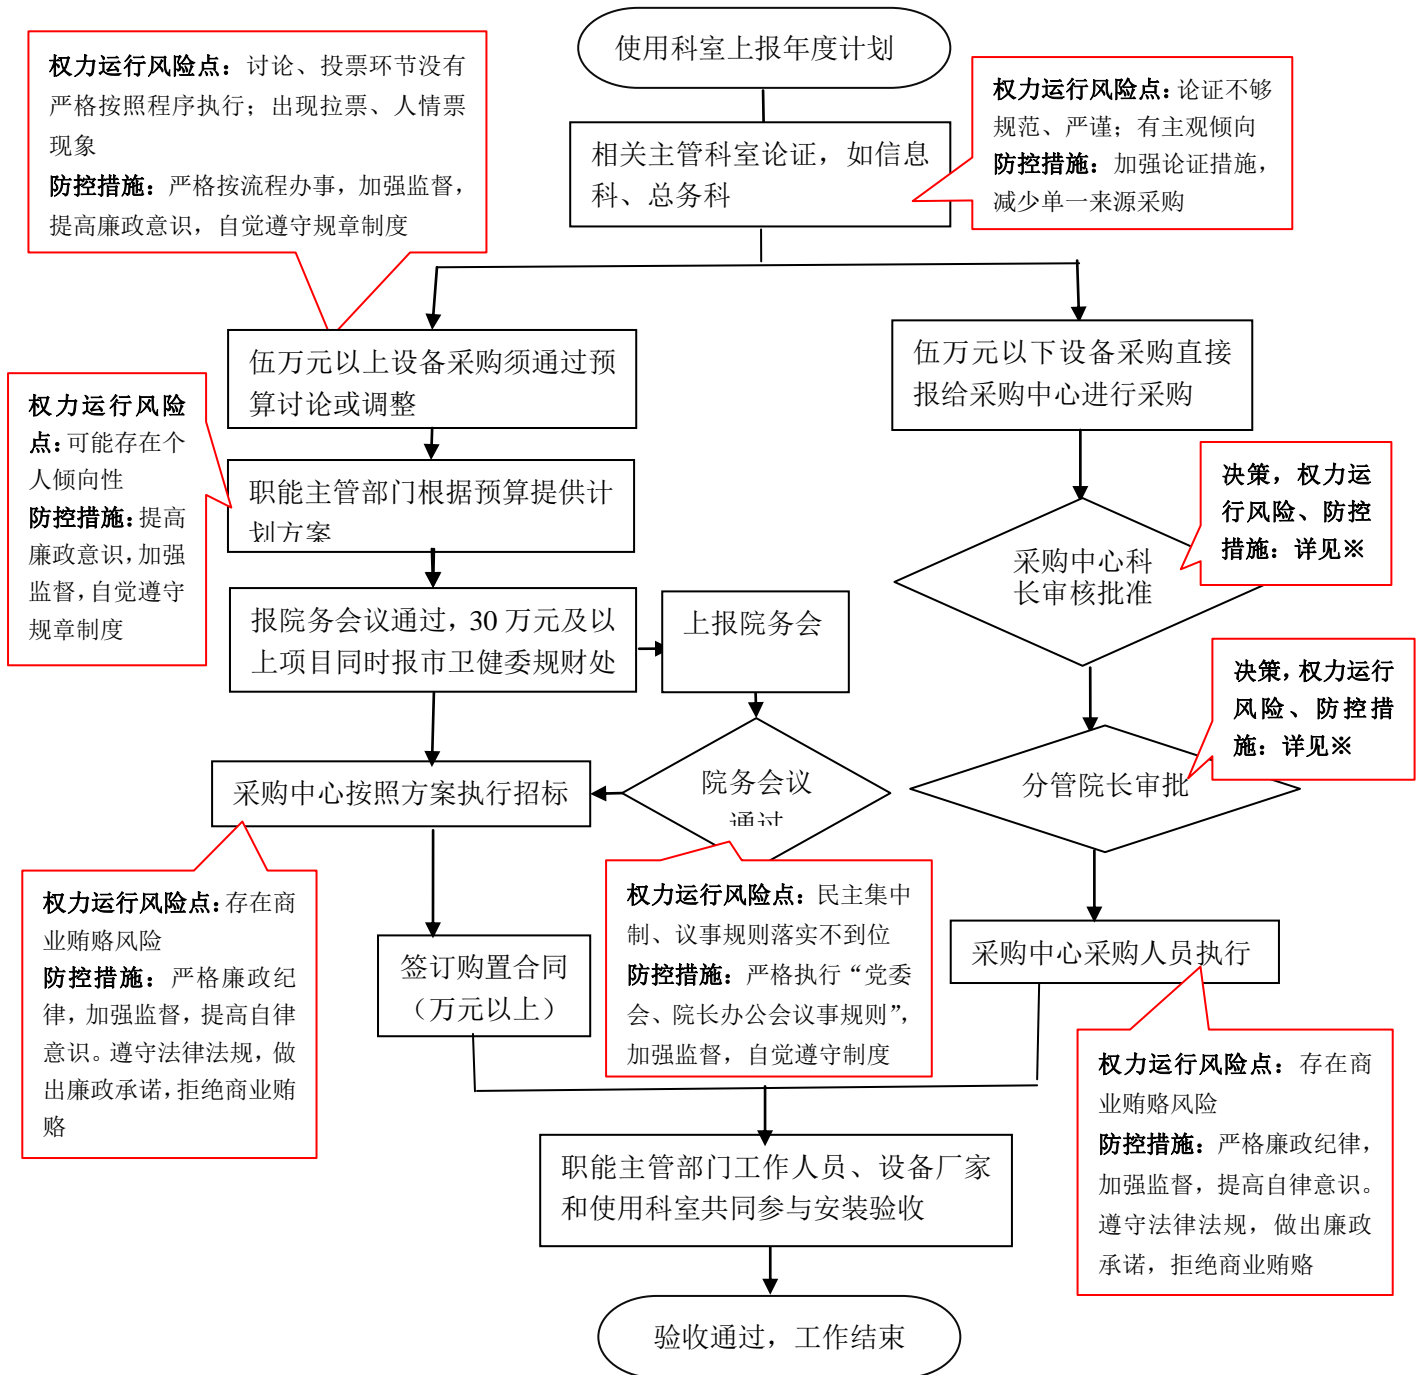 使用科室上报年度计划
权力运行风险点：讨论、投票环节没有
严格按照程序执行；出现拉票、人情票
现象
防控措施：严格按流程办事，加强监督，
提高廉政意识，自觉遵守规章制度
权力运行风险点：论证不够
规范、严谨；有主观倾向
防控措施：加强论证措施，
减少单一来源采购
相关主管科室论证，如信息
科、总务科
伍万元以上设备采购须通过预
算讨论或调整
伍万元以下设备采购直接
报给采购中心进行采购
权力运行风险
点：可能存在个
人倾向性
防控措施：提高
廉政意识，加强
监督，自觉遵守
规章制度
职能主管部门根据预算提供计
划方案
决策，权力运
行风险、防控
措施：详见※
采购中心科
长审核批准
报院务会议通过，30 万元及以
上项目同时报市卫健委规财处
上报院务会
决策，权力运行
风险、防控措
施：详见※
采购中心按照方案执行招标
院务会议
通过
分管院长审批
权力运行风险点：存在商
业贿赂风险
防控措施：严格廉政纪
律，加强监督，提高自律
意识。遵守法律法规，做
出廉政承诺，拒绝商业贿
赂
签订购置合同
（万元以上）
权力运行风险点：民主集中
制、议事规则落实不到位
防控措施：严格执行“党委
会、院长办公会议事规则”，
加强监督，自觉遵守制度
采购中心采购人员执行
权力运行风险点：存在商
业贿赂风险
防控措施：严格廉政纪律，
加强监督，提高自律意识。
遵守法律法规，做出廉政
承诺，拒绝商业贿赂
职能主管部门工作人员、设备厂家
和使用科室共同参与安装验收
验收通过，工作结束